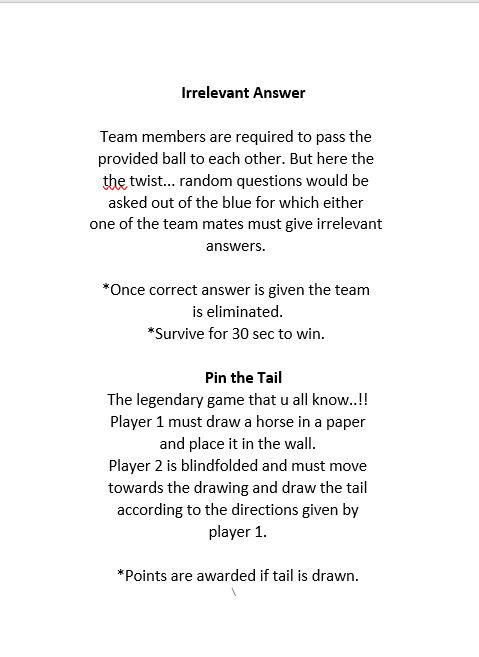 Irrelevant Answer
Team members are required to pass the
provided ball to each other. But here the
the twist... random questions would be
asked out of the blue for which either
one of the team mates must give irrelevant
answers.
*Once correct answer is given the team
is eliminated.
*Survive for 30 sec to win.
Pin the Tail
The legendary game that u all know..!!
Player 1 must draw a horse in a paper
and place it in the wall.
Player 2 is blindfolded and must move
towards the drawing and draw the tail
according to the directions given by
player 1.
*Points are awarded if tail is drawn.
\